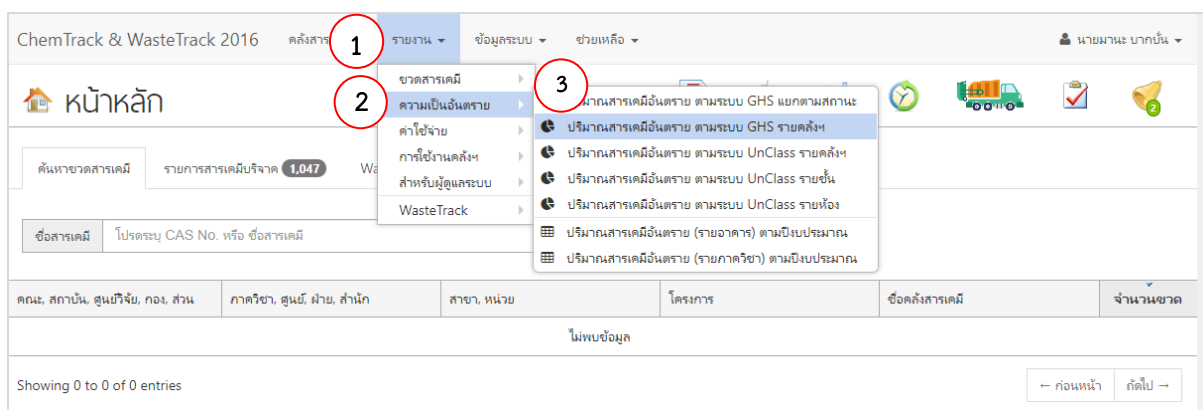 ChemTrack & WasteTrack 2016 คลังสาร 1 รายงาน ข้อมูลระบบ ช่วยเหลือ นายมานะ บากบั่น
หน้าหลัก
2
3
2
ขวดสารเคมี
ความเป็นอันตราย
ค่าใช้จ่าย
การใช้งานคลังฯ
สำหรับผู้ดูแลระบบ
WasteTrack
ปริมาณสารเคมีอันตราย ตามระบบ GHS แยกตามสถานะ
ปริมาณสารเคมีอันตราย ตามระบบ GHS รายคลังฯ
ปริมาณสารเคมีอันตราย ตามระบบ UnClass รายคลังฯ
ปริมาณสารเคมีอันตราย ตามระบบ UnClass รายชั้น
ปริมาณสารเคมีอันตราย ตามระบบ UnClass รายห้อง
ปริมาณสารเคมีอันตราย (รายอาคาร) ตามปีงบประมาณ
ปริมาณสารเคมีอันตราย (รายภาควิชา) ตามปีงบประมาณ
ค้นหาขวดสารเคมี รายการสารเคมีบริจาค 1,047 Wa
ชื่อสารเคมี โปรดระบุ CAS No. หรือ ชื่อสารเคมี
คณะ, สถาบัน, ศูนย์วิจัย, กอง, ส่วน ภาควิชา, ศูนย์, ฝ่าย, สำนัก สาขา, หน่วย โครงการ ชื่อคลังสารเคมี จำนวนขวด
ไม่พบข้อมูล
Showing 0 to 0 of 0 entries ← ก่อนหน้า ถัดไป →